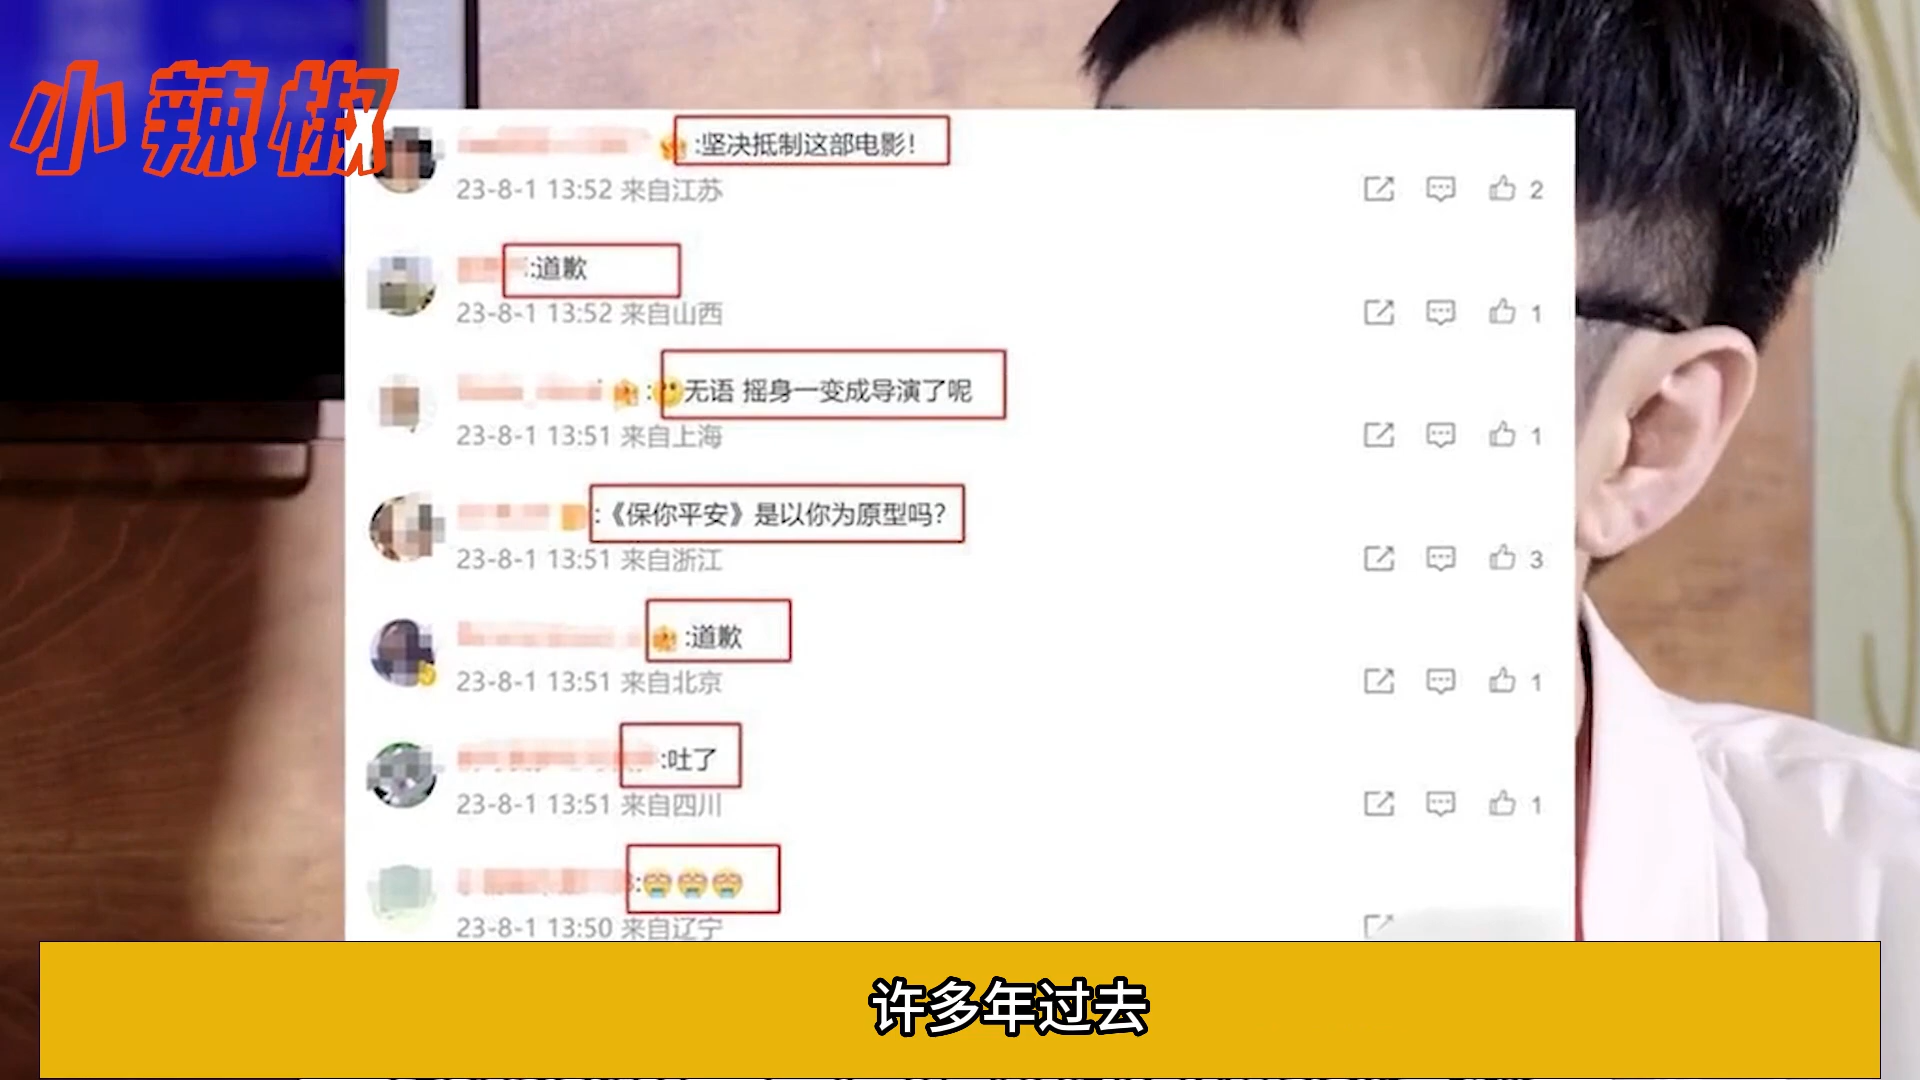 小辣椒
:坚决抵制这部电影!
23-8-1 13:52 来自江苏
2
:道歉
23-8-1 13:52 来自山西
1
:无语 摇身一变成导演了呢
23-8-1 13:51 来自上海
1
:《保你平安》是以你为原型吗?
23-8-1 13:51 来自浙江
3
:道歉
23-8-1 13:51 来自北京
1
:吐了
23-8-1 13:51 来自四川
1
:
23-8-1 13:50 来自辽宁
许多年过去